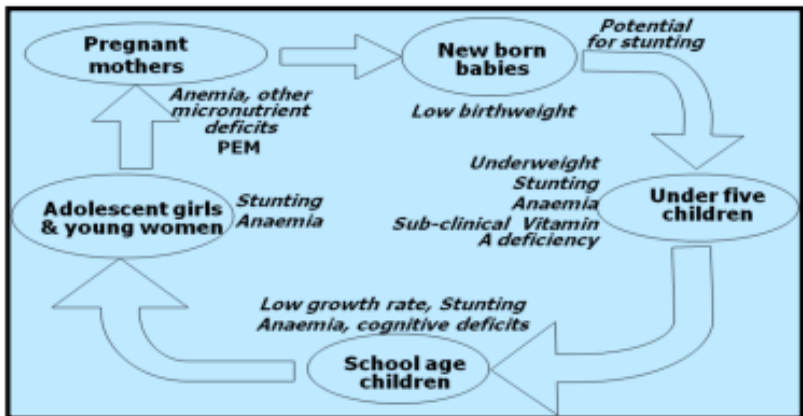 Pregnant
mothers
New born
babies
Potential
for stunting
Anemia, other
micronutrient
deficits
PEM
Low birthweight
Underweight
Stunting
Anaemia
Sub-clinical Vitamin
A deficiency
Under five
children
Adolescent girls
& young women
Stunting
Anaemia
Low growth rate, Stunting
Anaemia, cognitive deficits
School age
children